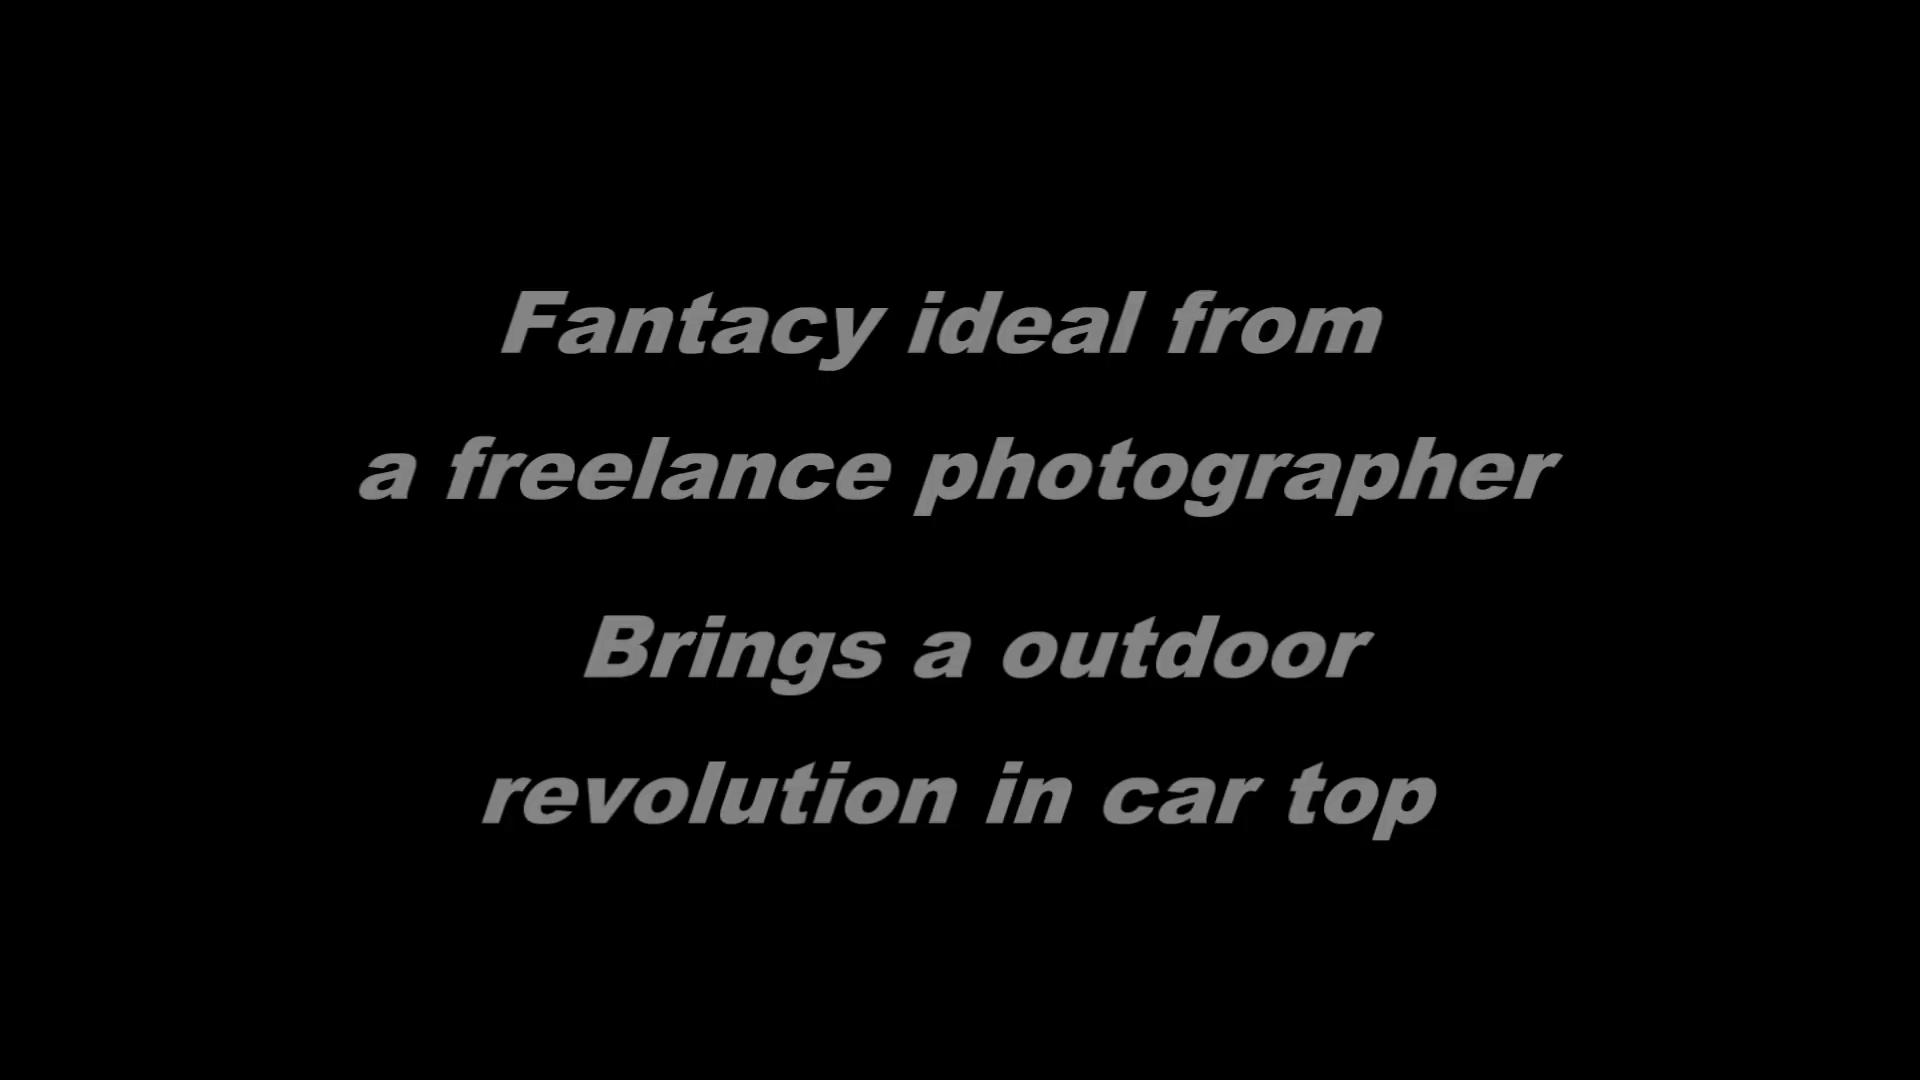 Fantacy ideal from
a freelance photographer
Brings a outdoor
revolution in car top